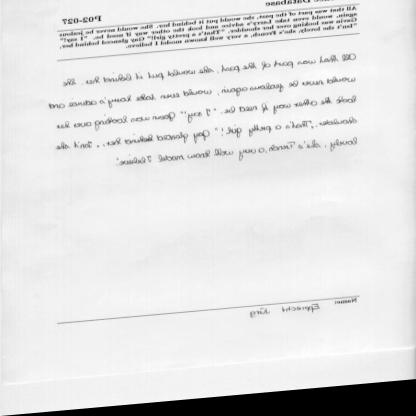 Database P02-037
All that was part of the past, she would put it behind her. She would never be jealous
again, would even take Larry's advice and look the other way if need be. "I say!"
Gavin was looking over her shoulder. "That's a pretty girl!" Guy glanced behind her.
"Isn't she lovely, she's French, a very well known model I believe.
All that was part of the past, she would put it behind her. She
would never be jealous again, would even take Larry's advice and
look the other way if need be. "I say!" Gavin was looking over her
shoulder. "That's a pretty girl!" Guy glanced behind her. "Isn't she
lovely, she's French, a very well known model I believe.
Name: